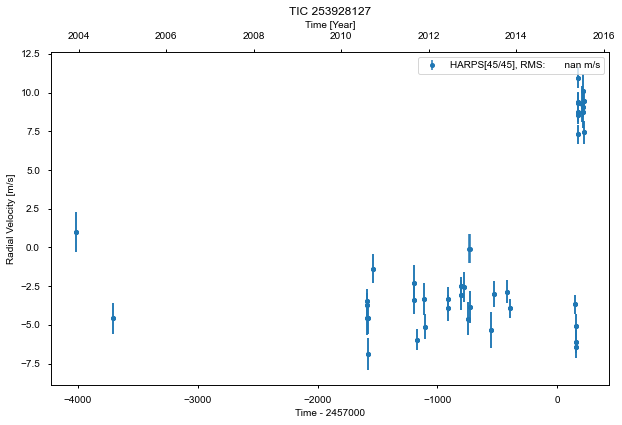 TIC 253928127
Time [Year]
2004 2006 2008 2010 2012 2014 2016
HARPS[45/45], RMS: nan m/s
12.5
10.0
7.5
5.0
2.5
0.0
−2.5
−5.0
−7.5
Radial Velocity [m/s]
−4000 −3000 −2000 −1000 0
Time - 2457000